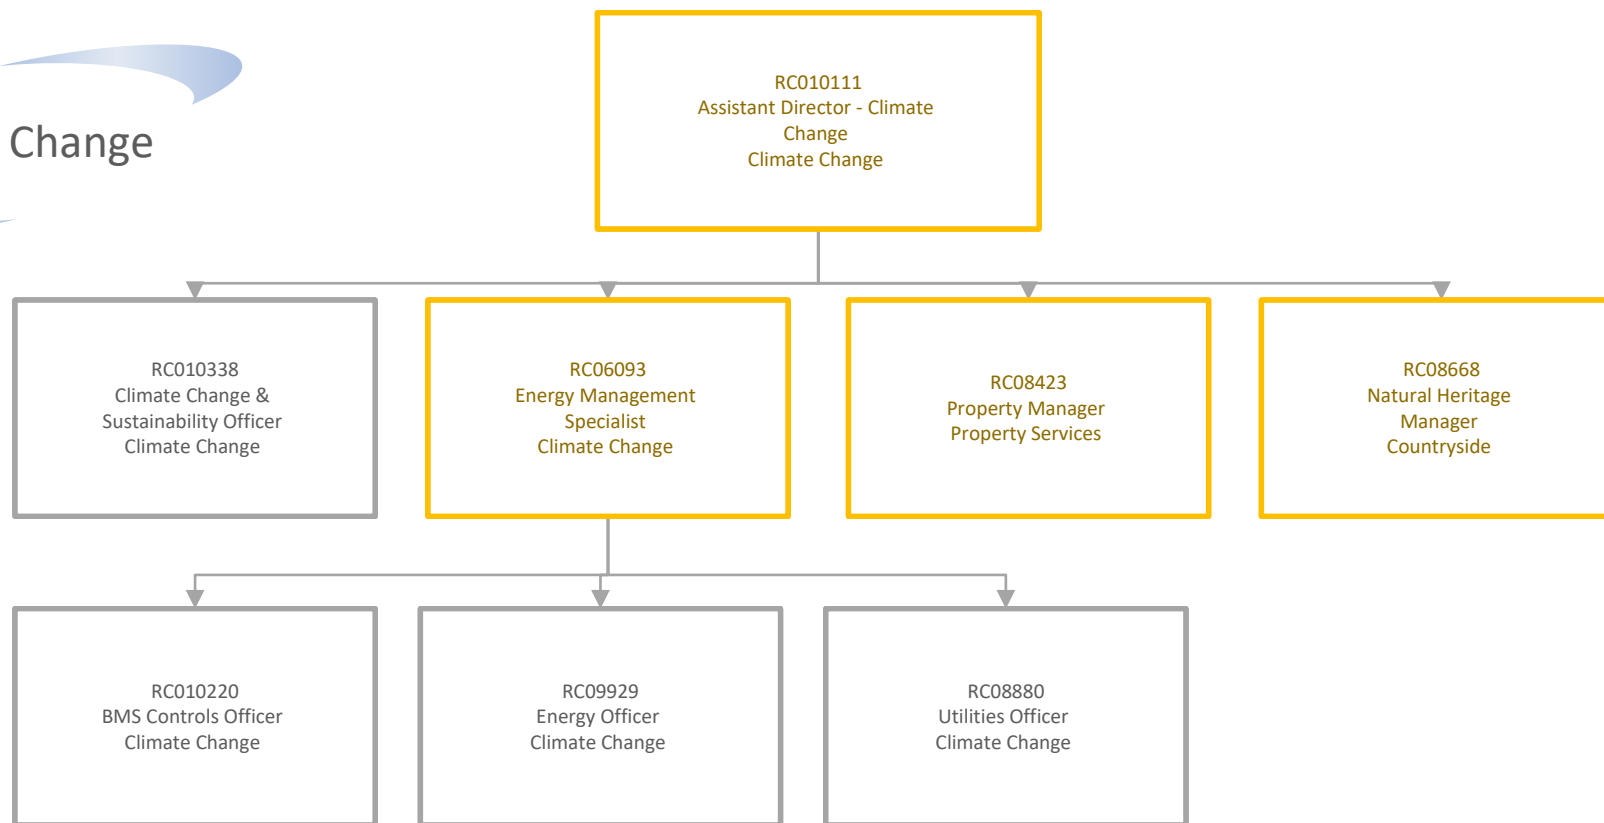 Change
RC010111
Assistant Director - Climate
Change
Climate Change
RC010338
Climate Change &
Sustainability Officer
Climate Change
RC06093
Energy Management
Specialist
Climate Change
RC08423
Property Manager
Property Services
RC08668
Natural Heritage
Manager
Countryside
RC010220
BMS Controls Officer
Climate Change
RC09929
Energy Officer
Climate Change
RC08880
Utilities Officer
Climate Change